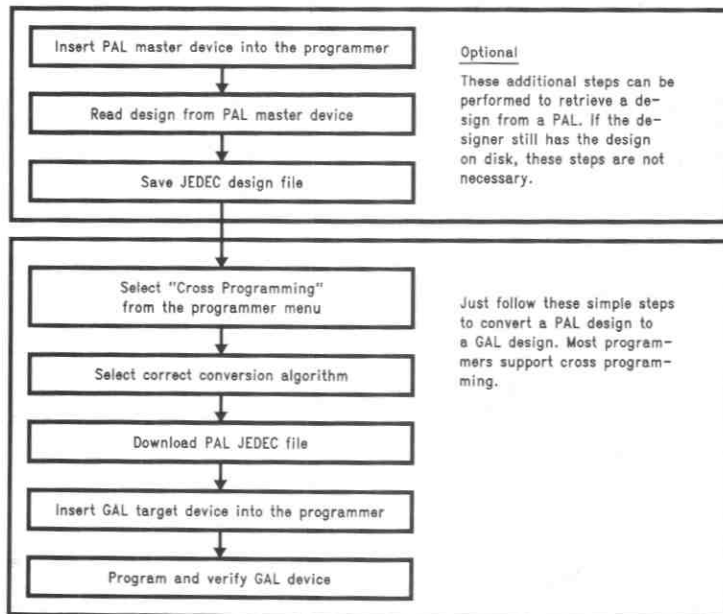 Insert PAL master device into the programmer
Read design from PAL master device
Save JEDEC design file
Optional
These additional steps can be
performed to retrieve a de-
sign from a PAL. If the de-
signer still has the design
on disk, these steps are not
necessary.
Select "Cross Programming"
from the programmer menu
Select correct conversion algorithm
Download PAL JEDEC file
Insert GAL target device into the programmer
Program and verify GAL device
Just follow these simple steps
to convert a PAL design to
a GAL design. Most program-
mers support cross program-
ming.